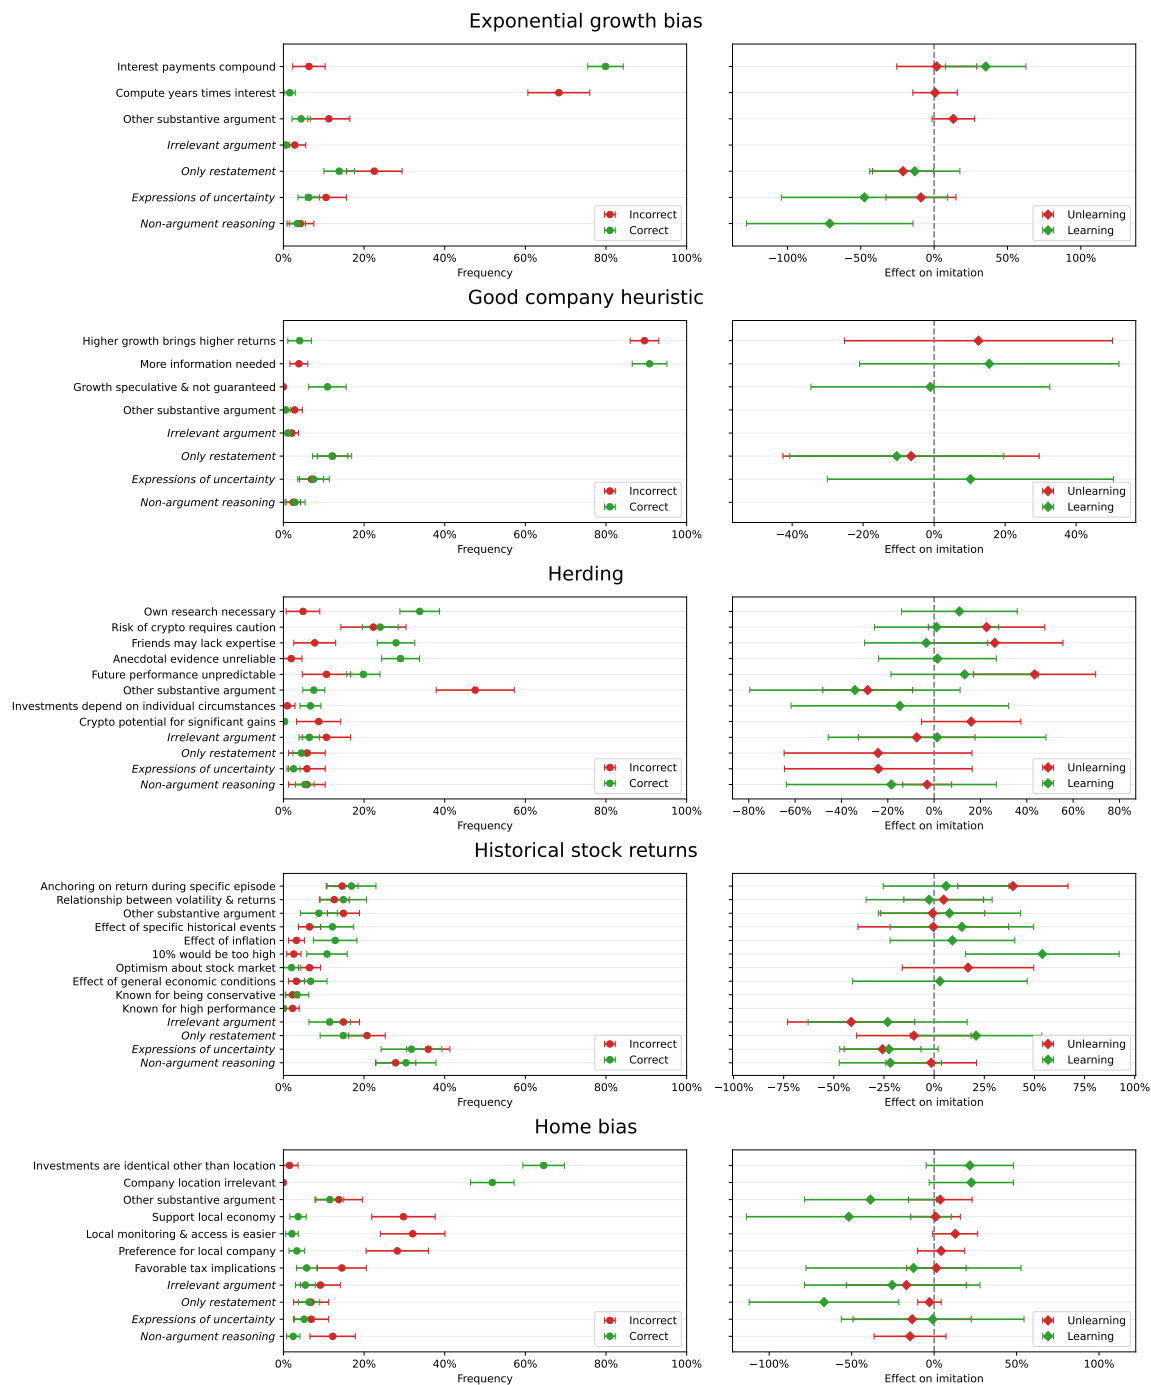 Exponential growth bias
Interest payments compound
Compute years times interest
Other substantive argument
Irrelevant argument
Only restatement
Expressions of uncertainty
Non-argument reasoning
Incorrect
Correct
0% 20% 40% 60% 80% 100%
Frequency
Unlearning
Learning
−100% −50% 0% 50% 100%
Effect on imitation
Good company heuristic
Higher growth brings higher returns
More information needed
Growth speculative & not guaranteed
Other substantive argument
Irrelevant argument
Only restatement
Expressions of uncertainty
Non-argument reasoning
Incorrect
Correct
0% 20% 40% 60% 80% 100%
Frequency
Unlearning
Learning
−40% −20% 0% 20% 40%
Effect on imitation
Herding
Own research necessary
Risk of crypto requires caution
Friends may lack expertise
Anecdotal evidence unreliable
Future performance unpredictable
Other substantive argument
Investments depend on individual circumstances
Crypto potential for significant gains
Irrelevant argument
Only restatement
Expressions of uncertainty
Non-argument reasoning
Incorrect
Correct
0% 20% 40% 60% 80% 100%
Frequency
Unlearning
Learning
−80% −60% −40% −20% 0% 20% 40% 60% 80%
Effect on imitation
Historical stock returns
Anchoring on return during specific episode
Relationship between volatility & returns
Other substantive argument
Effect of specific historical events
Effect of inflation
10% would be too high
Optimism about stock market
Effect of general economic conditions
Known for being conservative
Known for high performance
Irrelevant argument
Only restatement
Expressions of uncertainty
Non-argument reasoning
Incorrect
Correct
0% 20% 40% 60% 80% 100%
Frequency
Unlearning
Learning
−100% −75% −50% −25% 0% 25% 50% 75% 100%
Effect on imitation
Home bias
Investments are identical other than location
Company location irrelevant
Other substantive argument
Support local economy
Local monitoring & access is easier
Preference for local company
Favorable tax implications
Irrelevant argument
Only restatement
Expressions of uncertainty
Non-argument reasoning
Incorrect
Correct
0% 20% 40% 60% 80% 100%
Frequency
Unlearning
Learning
−100% −50% 0% 50% 100%
Effect on imitation